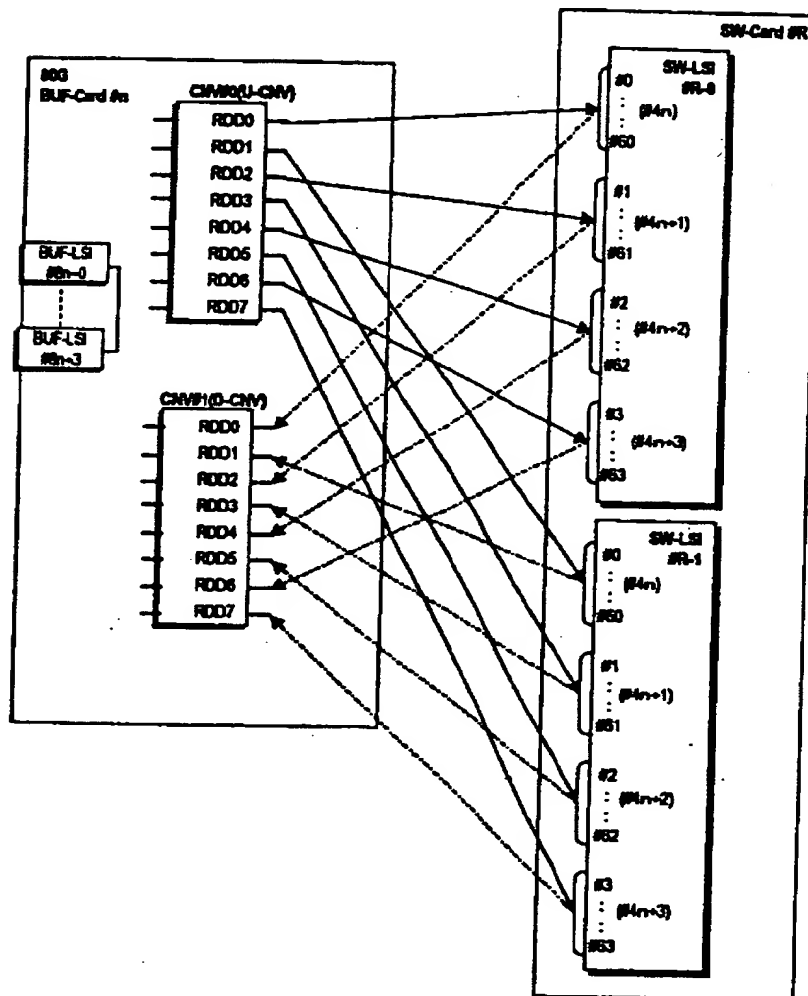 SW-Card #R
80G
BUF-Card #n
CNV#0(U-CNV)
RDD0
RDD1
RDD2
RDD3
RDD4
RDD5
RDD6
RDD7
BUF-LSI
#8n+0
BUF-LSI
#8n+3
CNV#1(D-CNV)
RDD0
RDD1
RDD2
RDD3
RDD4
RDD5
RDD6
RDD7
SW-LSI
#R-0
#0
(#4n)
#60
#1
(#4n+1)
#61
#2
(#4n+2)
#62
#3
(#4n+3)
#63
SW-LSI
#R-1
#0
(#4n)
#60
#1
(#4n+1)
#61
#2
(#4n+2)
#62
#3
(#4n+3)
#63